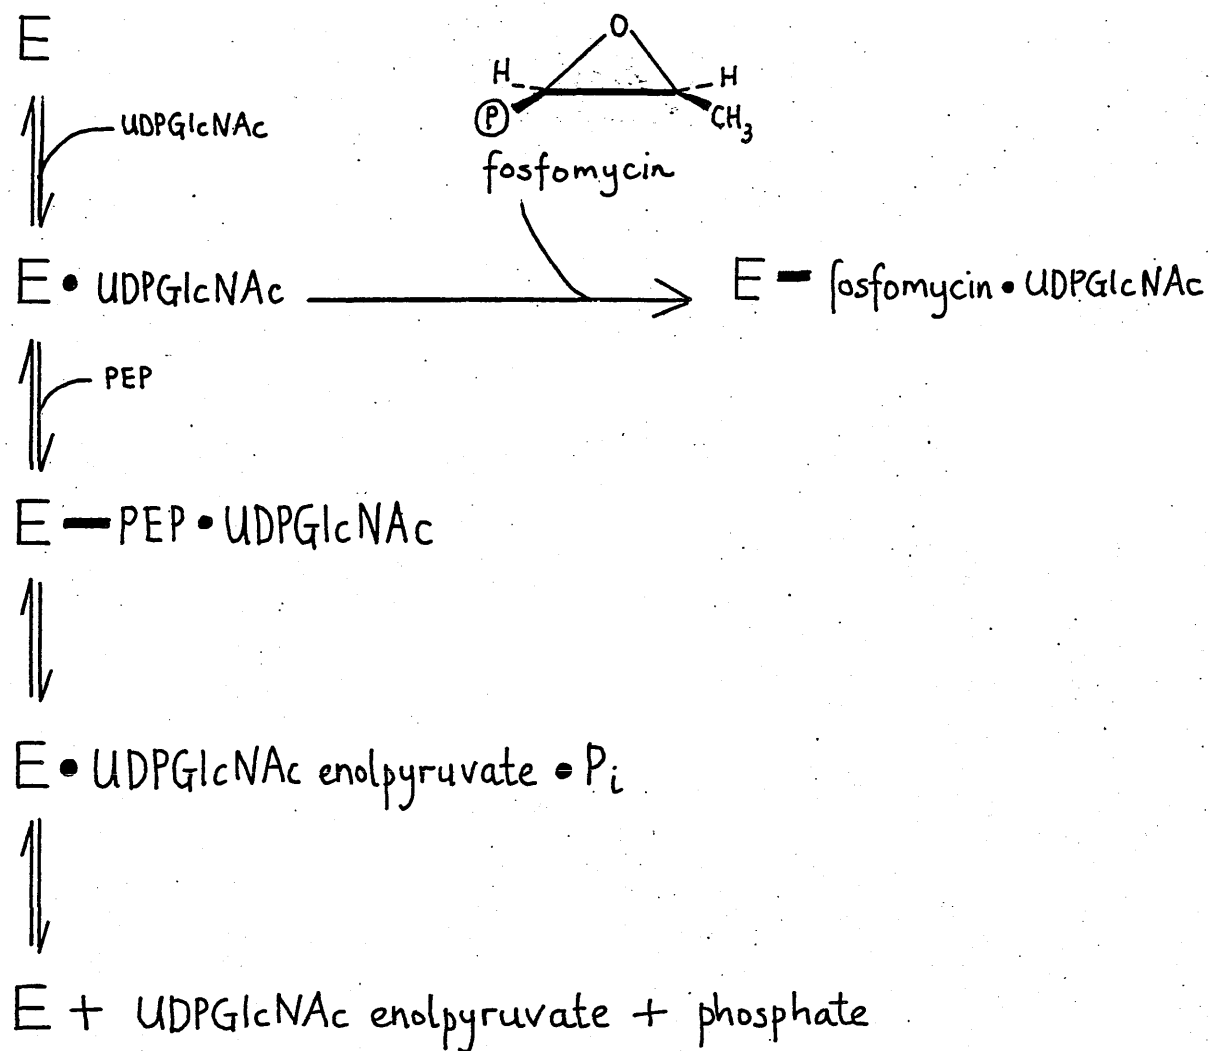 E
O
H
H
P
CH3
UDPGlcNAc
fosfomycin
E • UDPGlcNAc
E — fosfomycin • UDPGlcNAc
PEP
E — PEP • UDPGlcNAc
E • UDPGlcNAc enolpyruvate • Pi
E + UDPGlcNAc enolpyruvate + phosphate